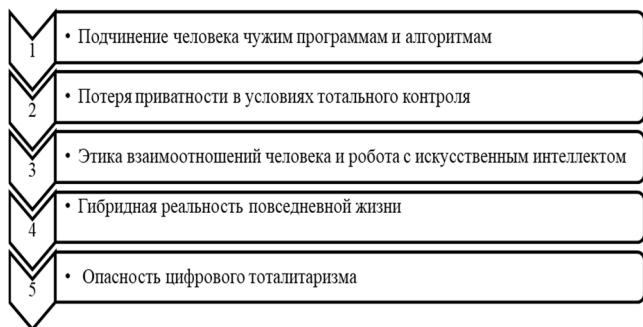 1 • Подчинение человека чужим программам и алгоритмам
2 • Потеря приватности в условиях тотального контроля
3 • Этика взаимоотношений человека и робота с искусственным интеллектом
4 • Гибридная реальность повседневной жизни
5 • Опасность цифрового тоталитаризма